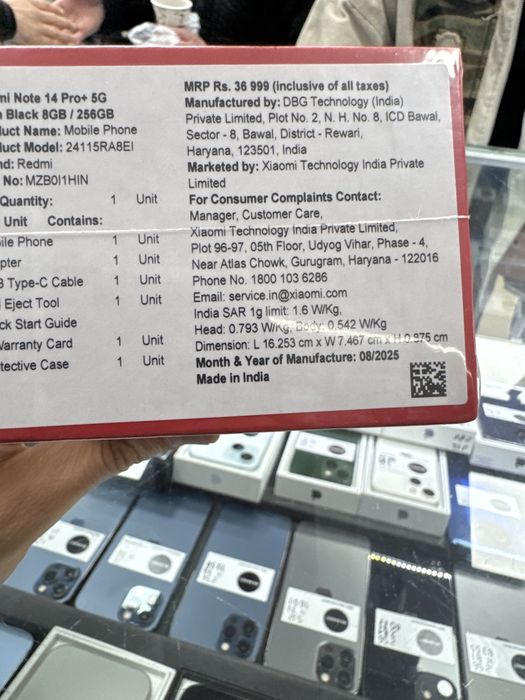 mi Note 14 Pro+ 5G
Black 8GB / 256GB
duct Name: Mobile Phone
duct Model: 24115RA8EI
nd: Redmi
No: MZB0I1HIN
Quantity: 1 Unit
Unit Contains:
ile Phone 1 Unit
pter 1 Unit
B Type-C Cable 1 Unit
Eject Tool 1 Unit
ck Start Guide
Warranty Card 1 Unit
tective Case 1 Unit
MRP Rs. 36 999 (inclusive of all taxes)
Manufactured by: DBG Technology (India)
Private Limited, Plot No. 2, N. H. No. 8, ICD Bawal,
Sector - 8, Bawal, District - Rewari,
Haryana, 123501, India
Marketed by: Xiaomi Technology India Private
Limited
For Consumer Complaints Contact:
Manager, Customer Care,
Xiaomi Technology India Private Limited,
Plot 96-97, 05th Floor, Udyog Vihar, Phase - 4,
Near Atlas Chowk, Gurugram, Haryana - 122016
Phone No. 1800 103 6286
Email: service.in@xiaomi.com
India SAR 1g limit: 1.6 W/Kg,
Head: 0.793 W/Kg, Body: 0.542 W/Kg
Dimension: L 16.253 cm x W 7.467 cm x H 0.975 cm
Month & Year of Manufacture: 08/2025
Made in India